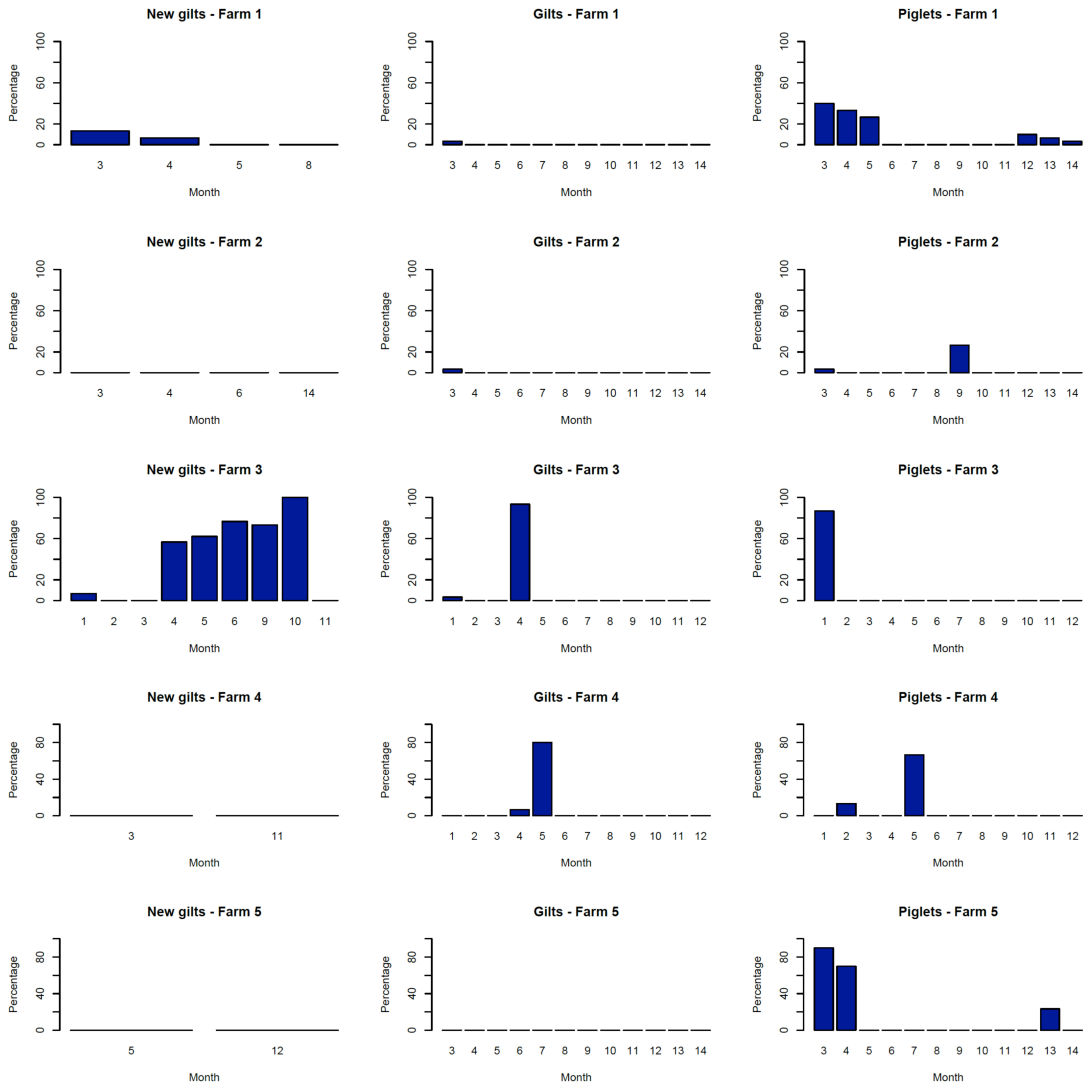 New gilts - Farm 1
Percentage
0 20 60 100
3 4 5 8
Month
Gilts - Farm 1
Percentage
0 20 60 100
3 4 5 6 7 8 9 10 11 12 13 14
Month
Piglets - Farm 1
Percentage
0 20 60 100
3 4 5 6 7 8 9 10 11 12 13 14
Month
New gilts - Farm 2
Percentage
0 20 60 100
3 4 6 14
Month
Gilts - Farm 2
Percentage
0 20 60 100
3 4 5 6 7 8 9 10 11 12 13 14
Month
Piglets - Farm 2
Percentage
0 20 60 100
3 4 5 6 7 8 9 10 11 12 13 14
Month
New gilts - Farm 3
Percentage
0 20 60 100
1 2 3 4 5 6 9 10 11
Month
Gilts - Farm 3
Percentage
0 20 60 100
1 2 3 4 5 6 7 8 9 10 11 12
Month
Piglets - Farm 3
Percentage
0 20 60 100
1 2 3 4 5 6 7 8 9 10 11 12
Month
New gilts - Farm 4
Percentage
0 40 80
3 11
Month
Gilts - Farm 4
Percentage
0 40 80
1 2 3 4 5 6 7 8 9 10 11 12
Month
Piglets - Farm 4
Percentage
0 40 80
1 2 3 4 5 6 7 8 9 10 11 12
Month
New gilts - Farm 5
Percentage
0 40 80
5 12
Month
Gilts - Farm 5
Percentage
0 40 80
3 4 5 6 7 8 9 10 11 12 13 14
Month
Piglets - Farm 5
Percentage
0 40 80
3 4 5 6 7 8 9 10 11 12 13 14
Month